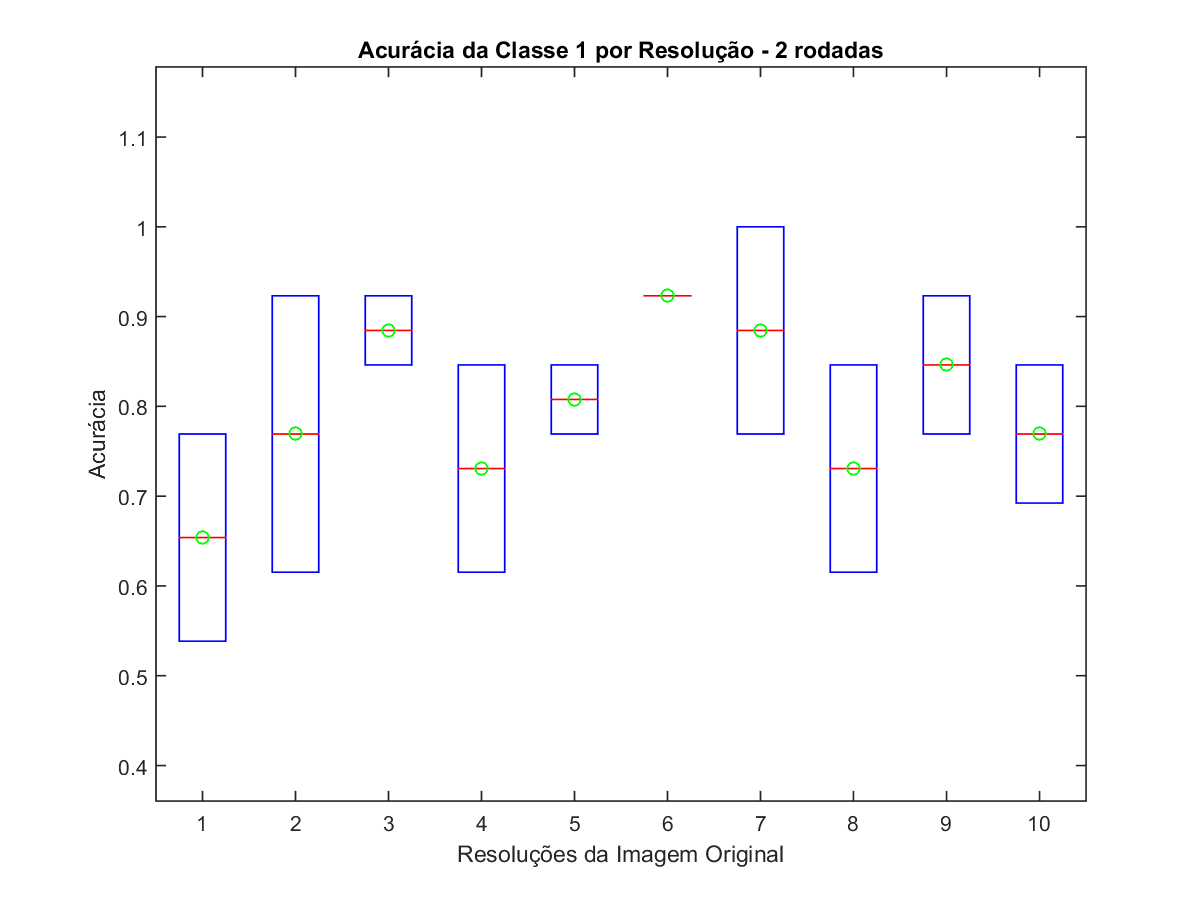 Acurácia da Classe 1 por Resolução - 2 rodadas
1.1
1
0.9
0.8
0.7
0.6
0.5
0.4
Acurácia
1 2 3 4 5 6 7 8 9 10
Resoluções da Imagem Original